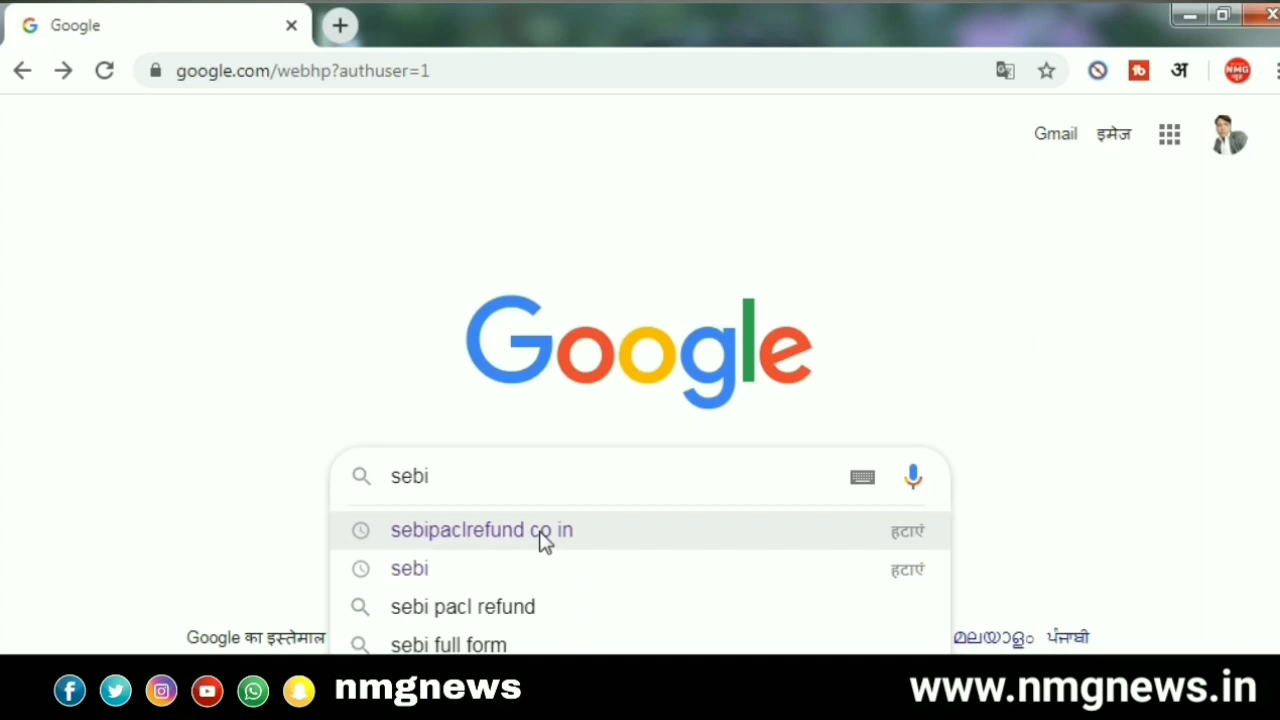 Google
google.com/webhp?authuser=1
अ
NMG
न्यूज़
Gmail इमेज
Google
sebi
sebipaclrefund co in हटाएं
sebi हटाएं
sebi pacl refund
sebi full form
Google का इस्तेमाल മലയാളം ਪੰਜਾਬੀ
nmgnews www.nmgnews.in